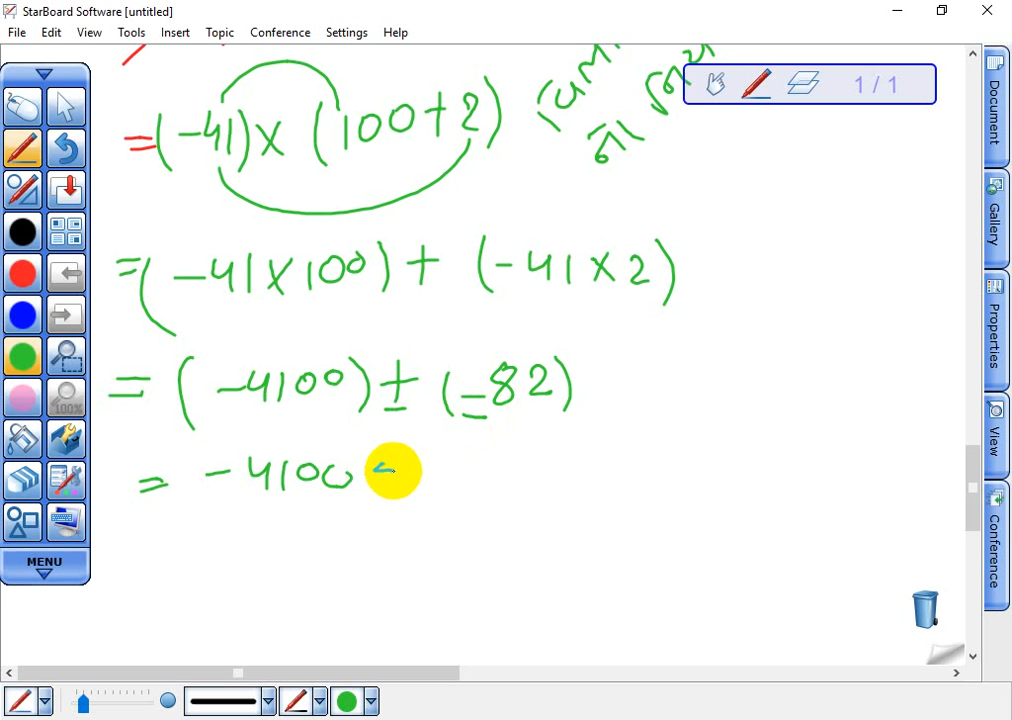 StarBoard Software [untitled]
File Edit View Tools Insert Topic Conference Settings Help
1 / 1
=(-41)×(100+2)
=(-41×100)+(-41×2)
=(-4100)+(-82)
= -4100
100%
MENU
Document
Gallery
Properties
View
Conference